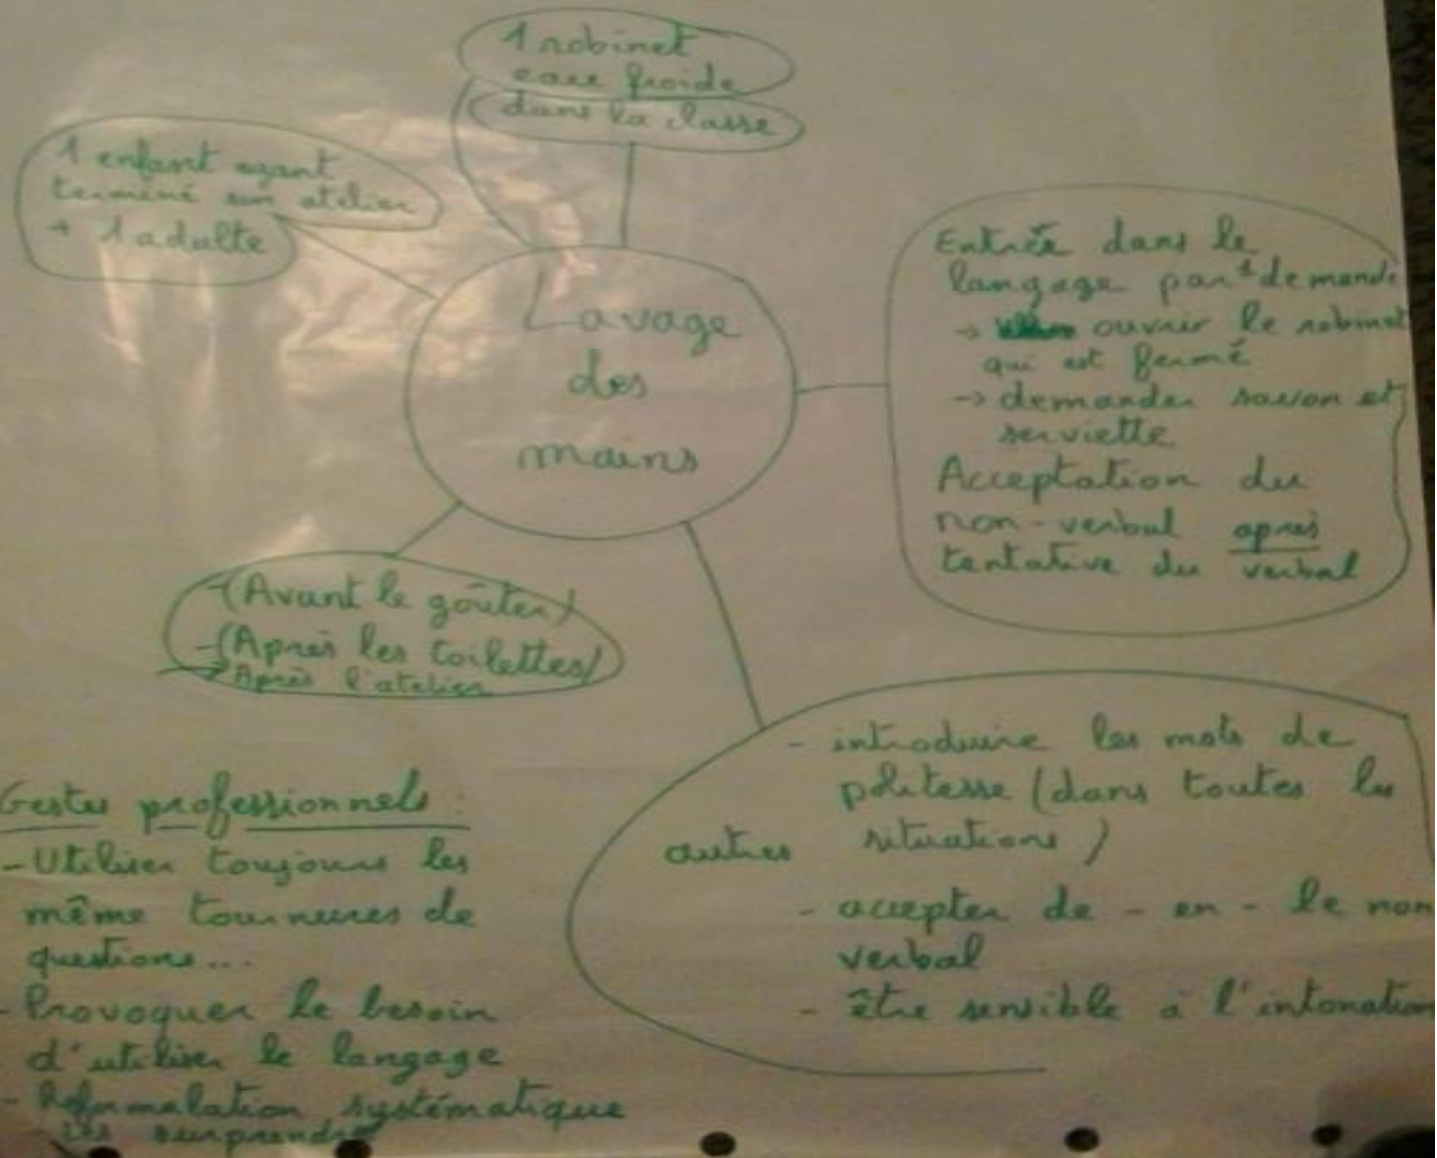 1 robinet
eau froide
dans la classe
1 enfant ayant
terminé son atelier
+ 1 adulte
Lavage
des
mains
Entrée dans le
langage par demande
→ ouvrir le robinet
qui est fermé
→ demander savon et
serviette
Acceptation du
non-verbal après
tentative du verbal
-(Avant le goûter)
-(Après les toilettes)
→ Après l'atelier
- introduire les mots de
politesse (dans toutes les
autres situations)
- accepter de - en - le non
verbal
- être sensible à l'intonation
Gestes professionnels :
- Utiliser toujours les
même tournures de
questions...
- Provoquer le besoin
d'utiliser le langage
- Reformulation systématique
- Les surprendre